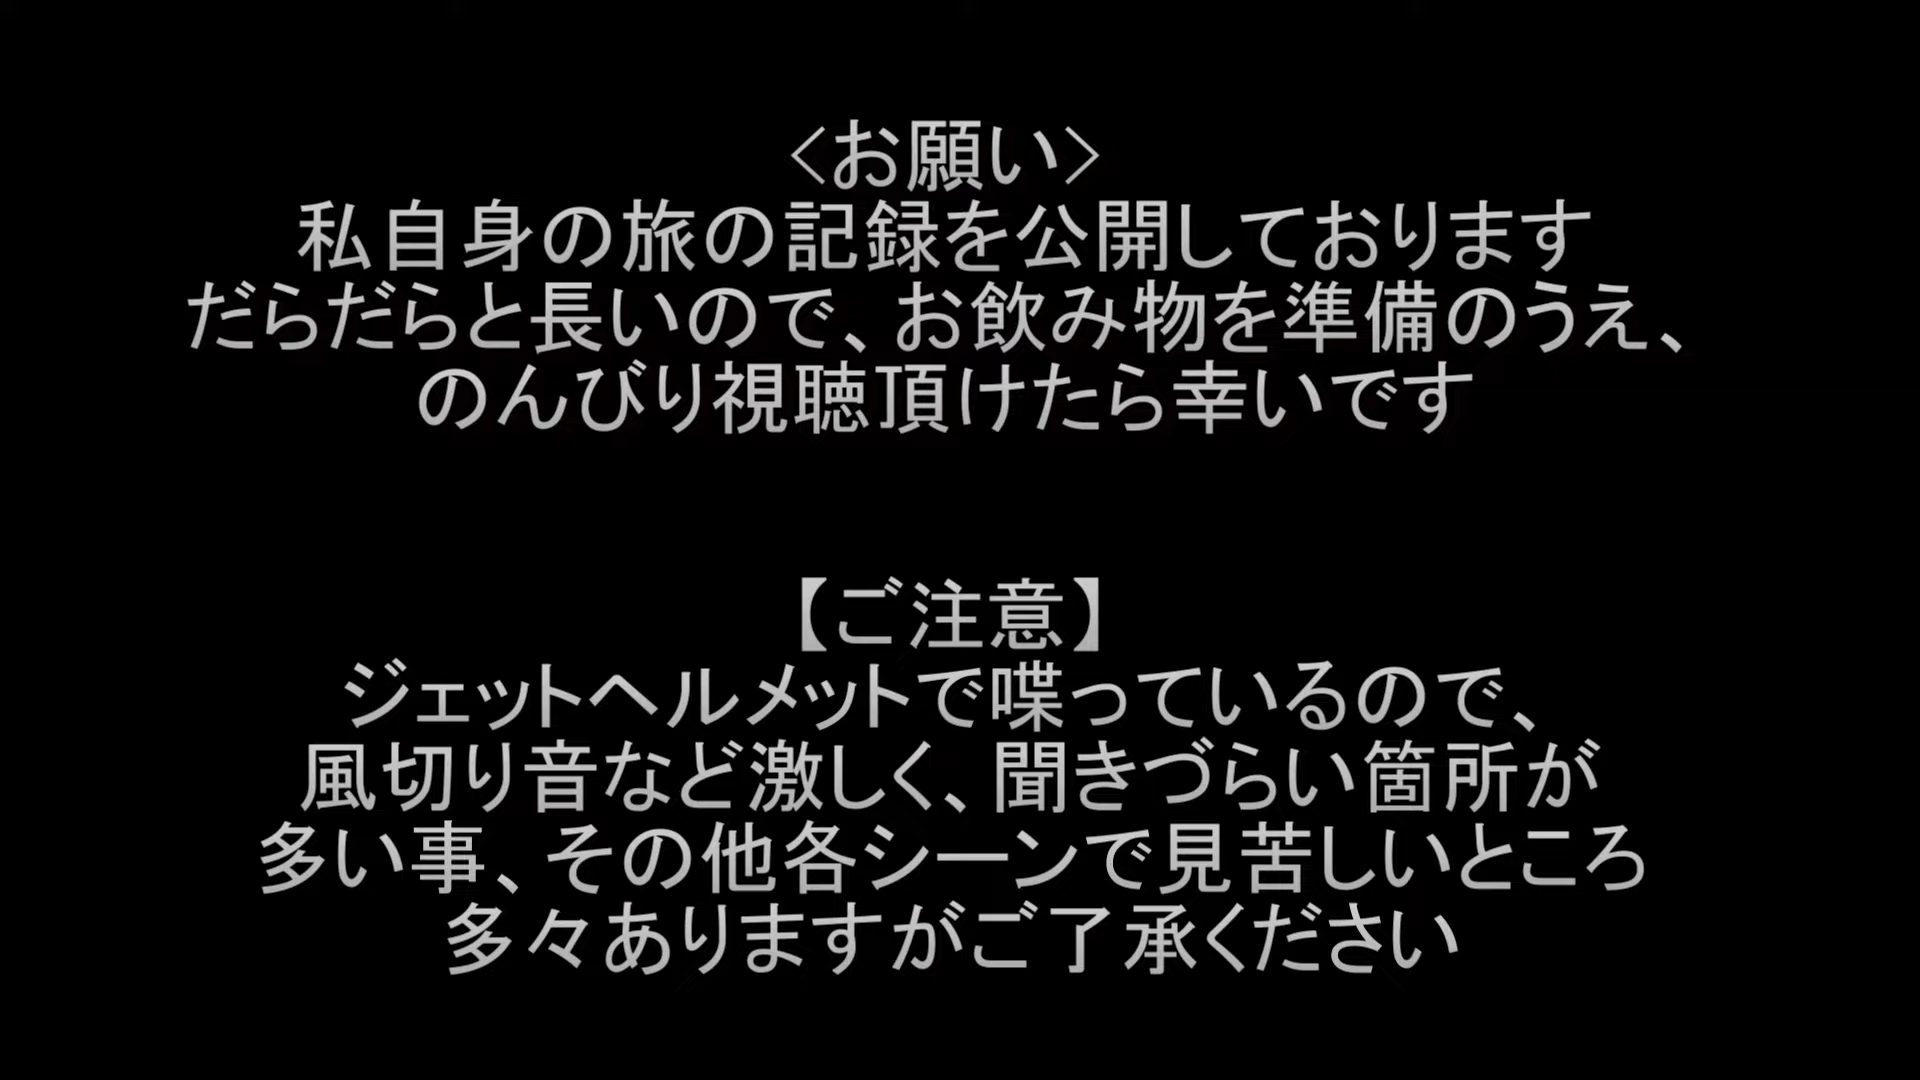 <お願い>
私自身の旅の記録を公開しております
だらだらと長いので、お飲み物を準備のうえ、
のんびり視聴頂けたら幸いです
【ご注意】
ジェットヘルメットで喋っているので、
風切り音など激しく、聞きづらい箇所が
多い事、その他各シーンで見苦しいところ
多々ありますがご了承ください